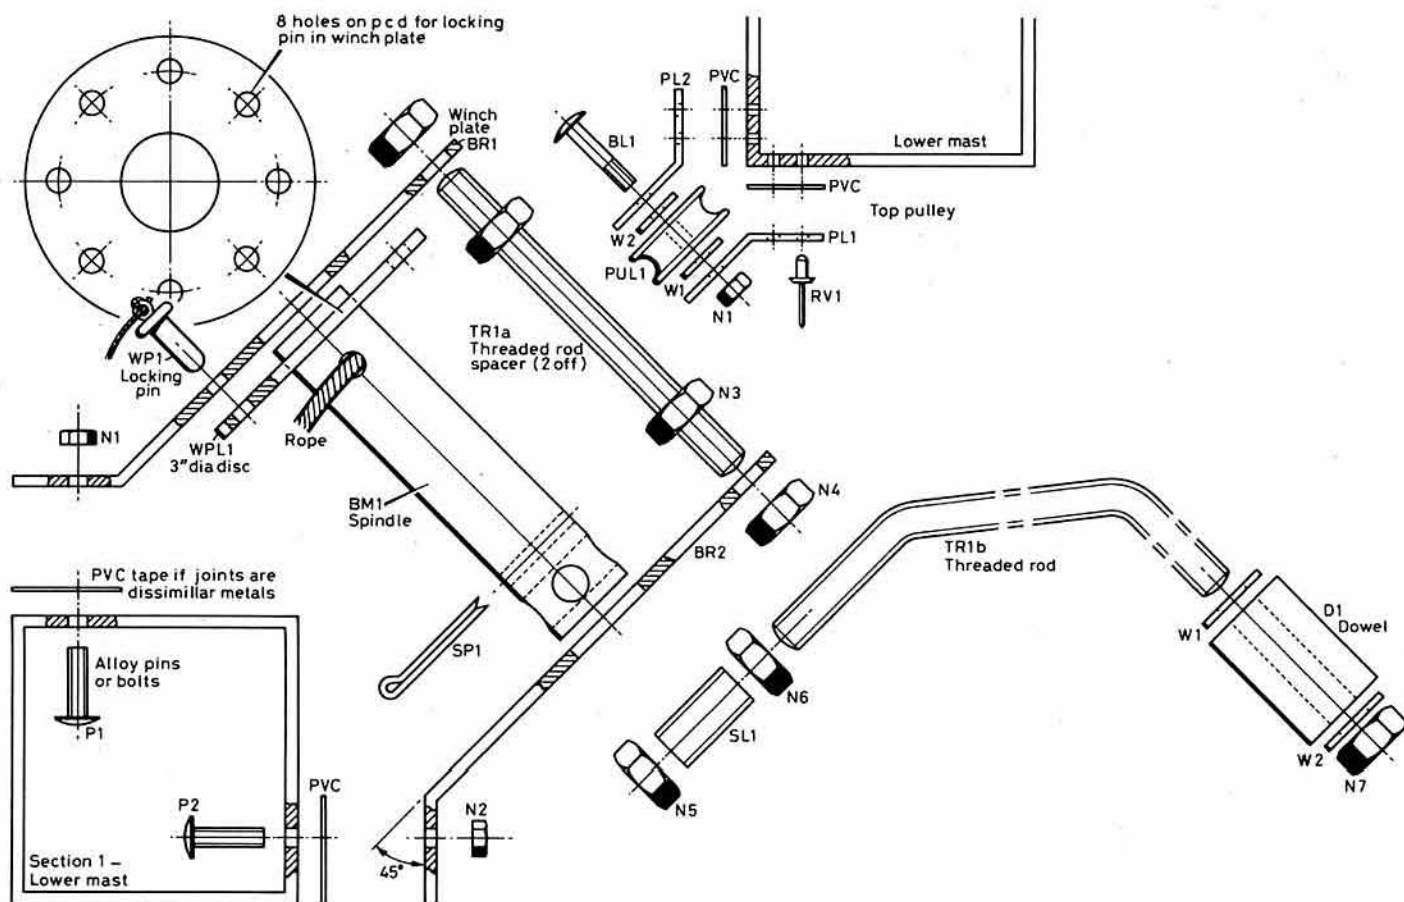 8 holes on pcd for locking
pin in winch plate
Winch
plate
BR1
PL2
PVC
BL1
Lower mast
PVC
Top pulley
W2
PL1
PUL1
W1
N1
RV1
WP1
Locking
pin
TR1a
Threaded rod
spacer (2 off)
N3
N1
Rope
WPL1
3" dia disc
BM1
Spindle
N4
BR2
TR1b
Threaded rod
PVC tape if joints are
dissimillar metals
D1
Dowel
W1
SP1
Alloy pins
or bolts
N6
P1
SL1
W2
N7
PVC
P2
N2
N5
45°
Section 1 –
Lower mast